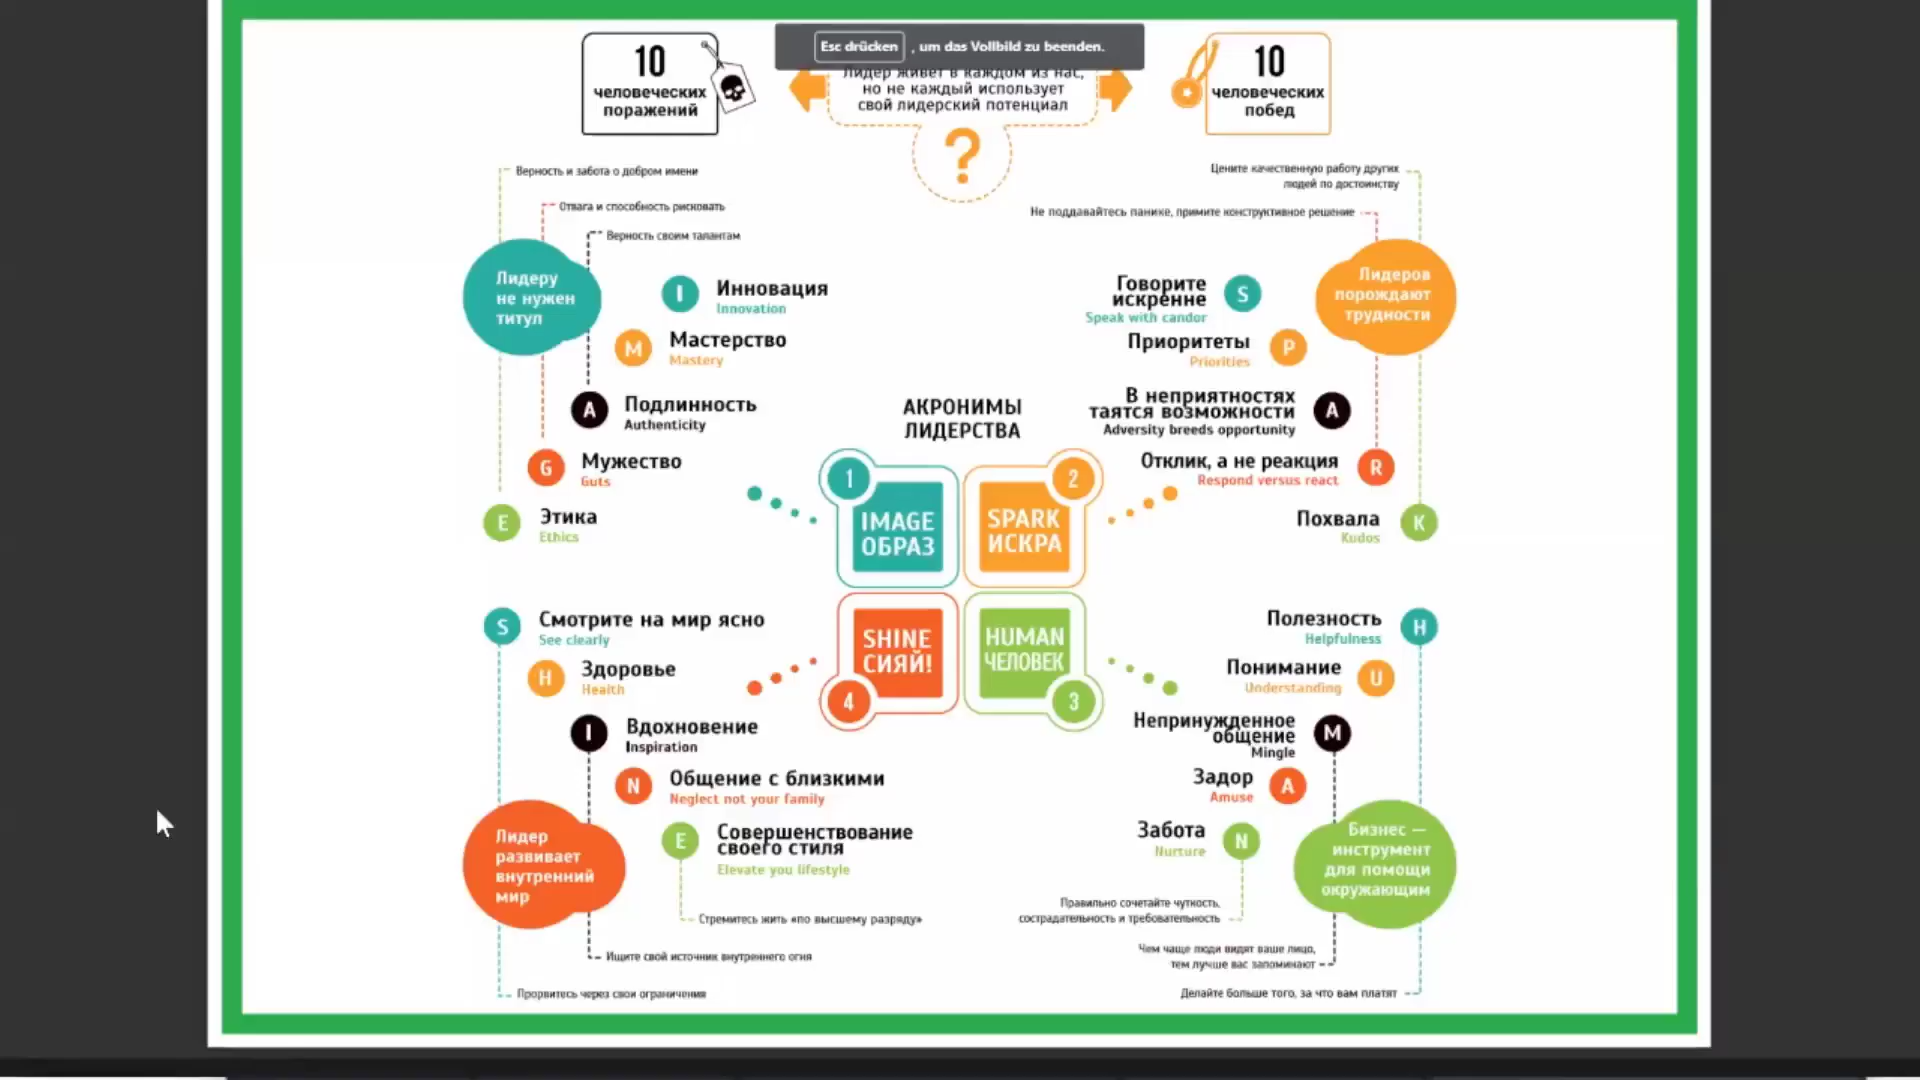 Esc drücken , um das Vollbild zu beenden.
10
человеческих
поражений
Лидер живет в каждом из нас,
но не каждый использует
свой лидерский потенциал
?
10
человеческих
побед
Верность и забота о добром имени
Отвага и способность рисковать
Верность своим талантам
Цените качественную работу других
людей по достоинству
Не поддавайтесь панике, примите конструктивное решение
Лидеру
не нужен
титул
I
Инновация
Innovation
M
Мастерство
Mastery
A
Подлинность
Authenticity
G
Мужество
Guts
E
Этика
Ethics
Лидеров
порождают
трудности
Говорите
искренне
S
Speak with candor
Приоритеты
P
Priorities
В неприятностях
таятся возможности
A
Adversity breeds opportunity
Отклик, а не реакция
R
Respond versus react
Похвала
K
Kudos
АКРОНИМЫ
ЛИДЕРСТВА
1
IMAGE
ОБРАЗ
2
SPARK
ИСКРА
SHINE
СИЯЙ!
4
HUMAN
ЧЕЛОВЕК
3
S
Смотрите на мир ясно
See clearly
H
Здоровье
Health
I
Вдохновение
Inspiration
N
Общение с близкими
Neglect not your family
E
Совершенствование
своего стиля
Elevate you lifestyle
Лидер
развивает
внутренний
мир
Стремитесь жить «по высшему разряду»
Ищите свой источник внутреннего огня
Прорвитесь через свои ограничения
Полезность
H
Helpfulness
Понимание
U
Understanding
Непринужденное
общение
M
Mingle
Задор
A
Amuse
Забота
N
Nurture
Бизнес —
инструмент
для помощи
окружающим
Правильно сочетайте чуткость,
сострадательность и требовательность
Чем чаще люди видят ваше лицо,
тем лучше вас запоминают
Делайте больше того, за что вам платят